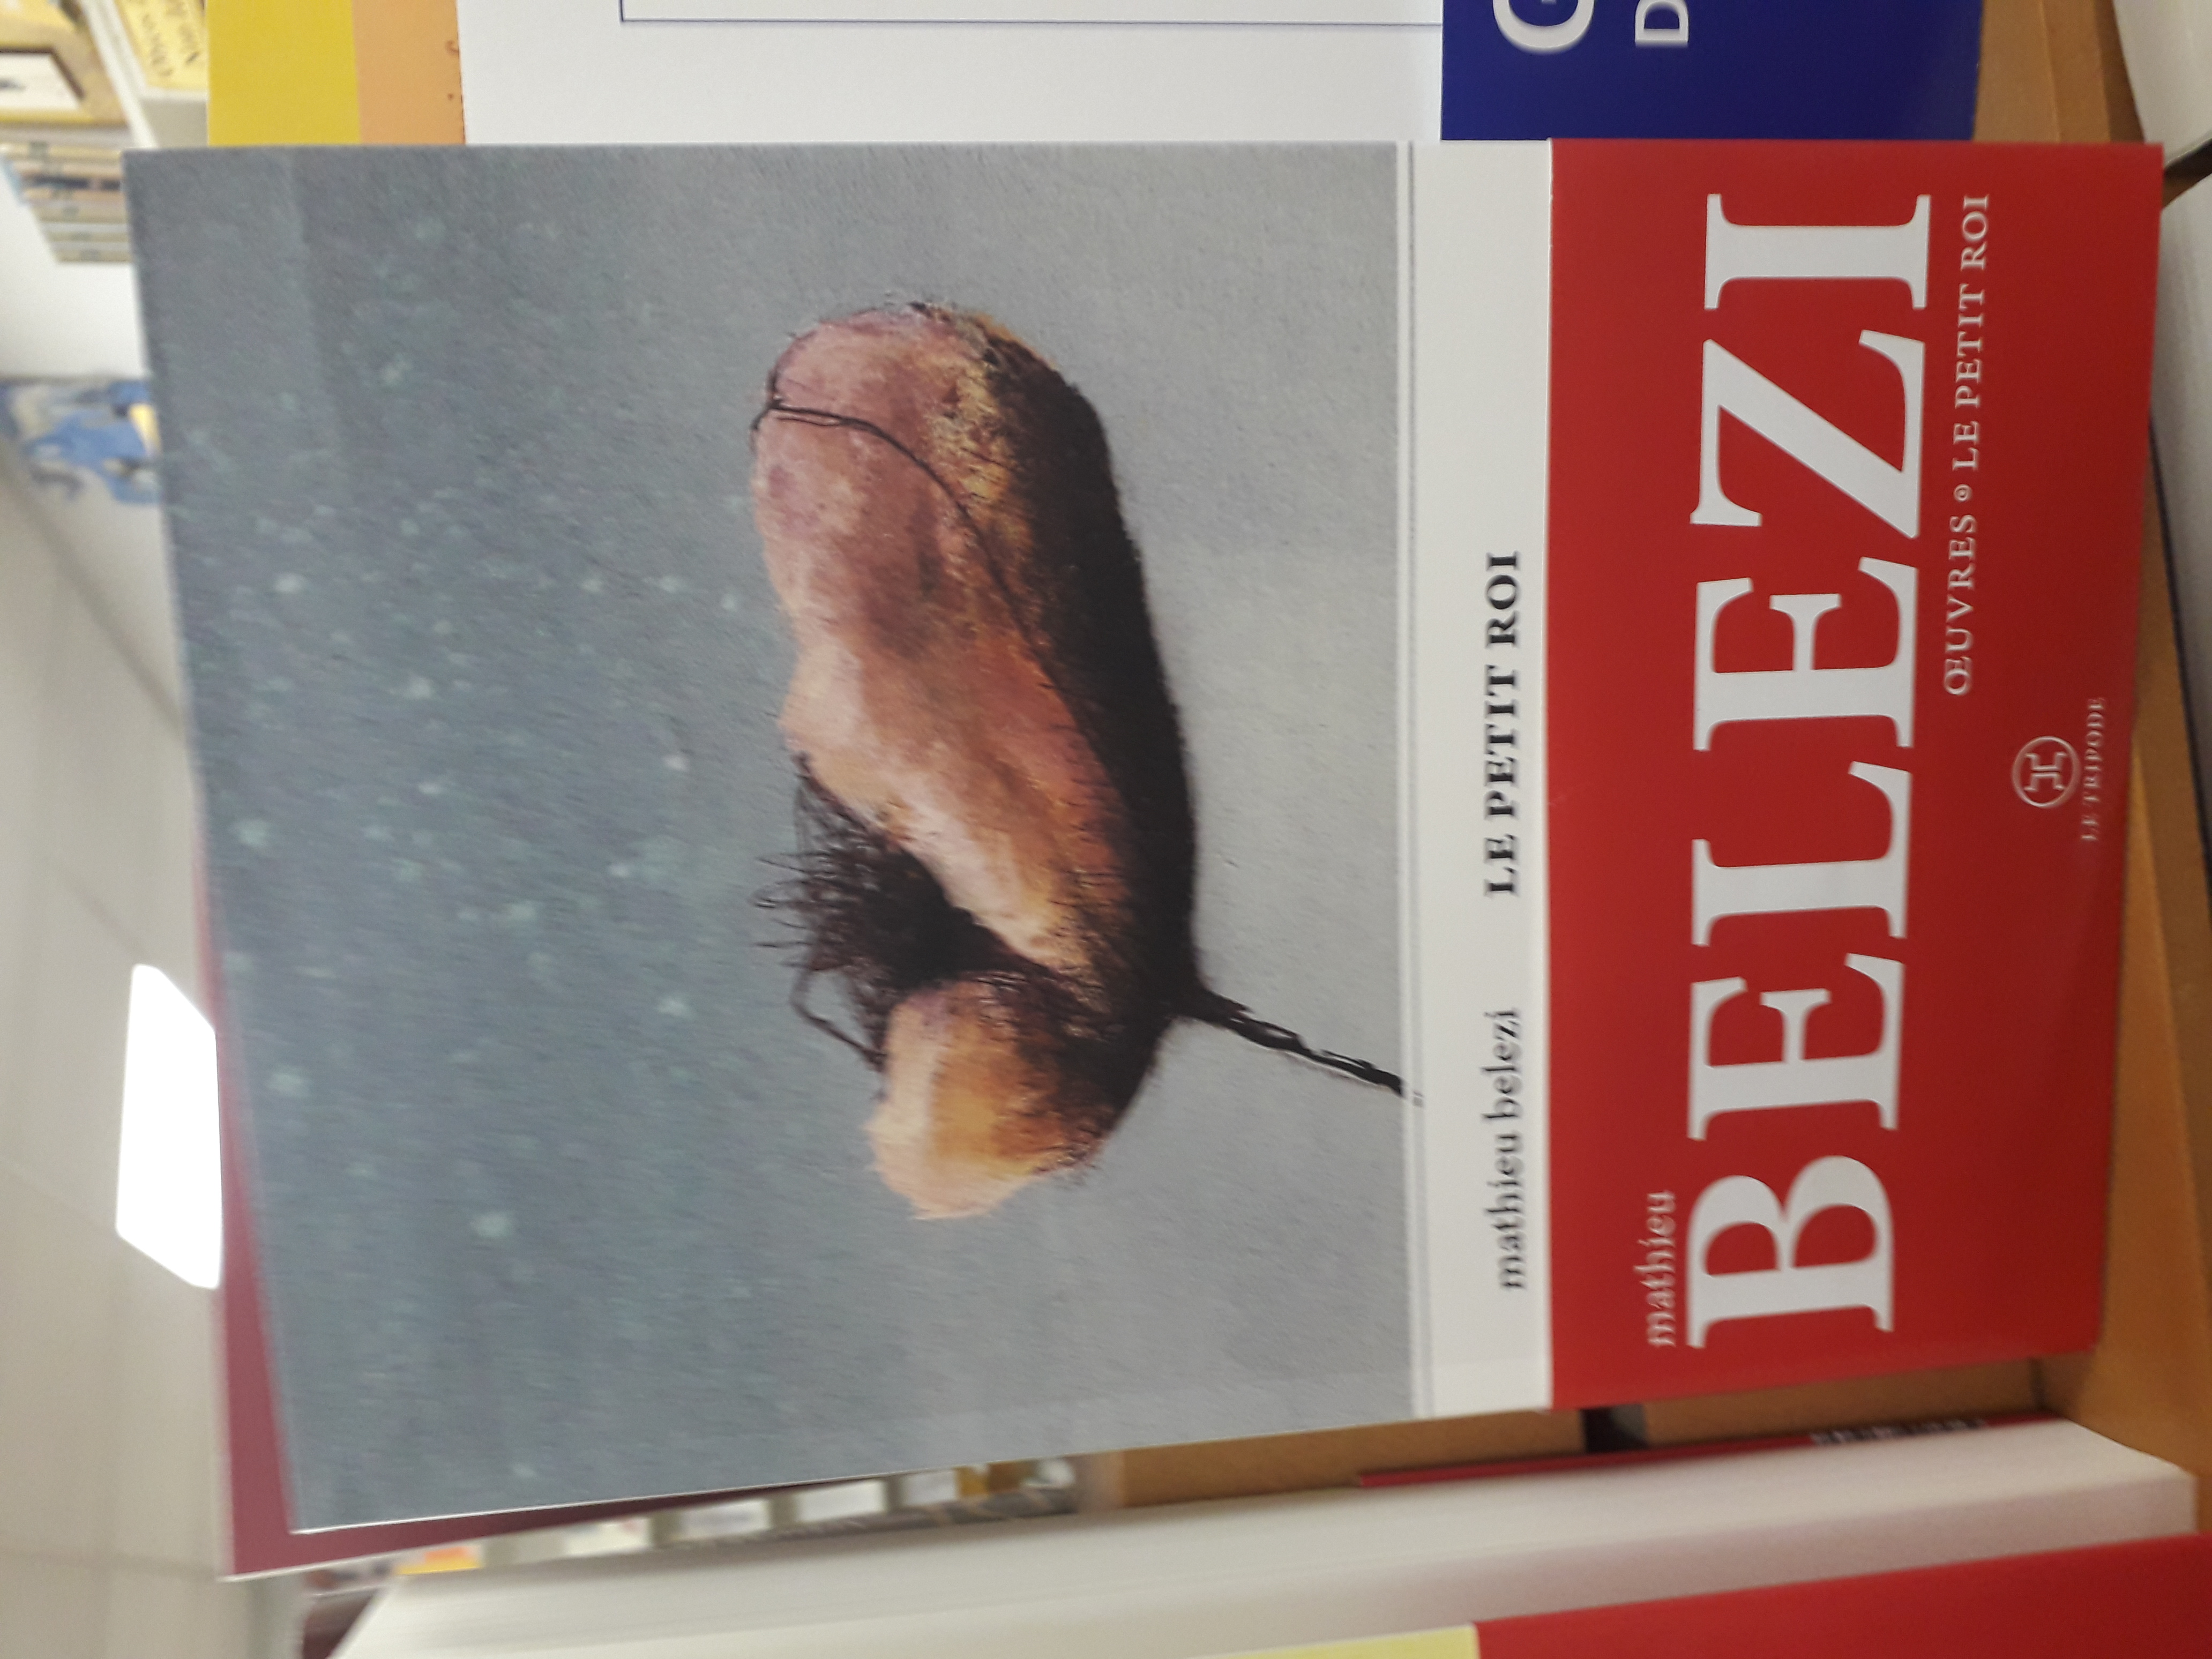 mathieu belezi LE PETIT ROI
mathieu
BELEZI
ŒUVRES LE PETIT ROI
LE TRIPODE